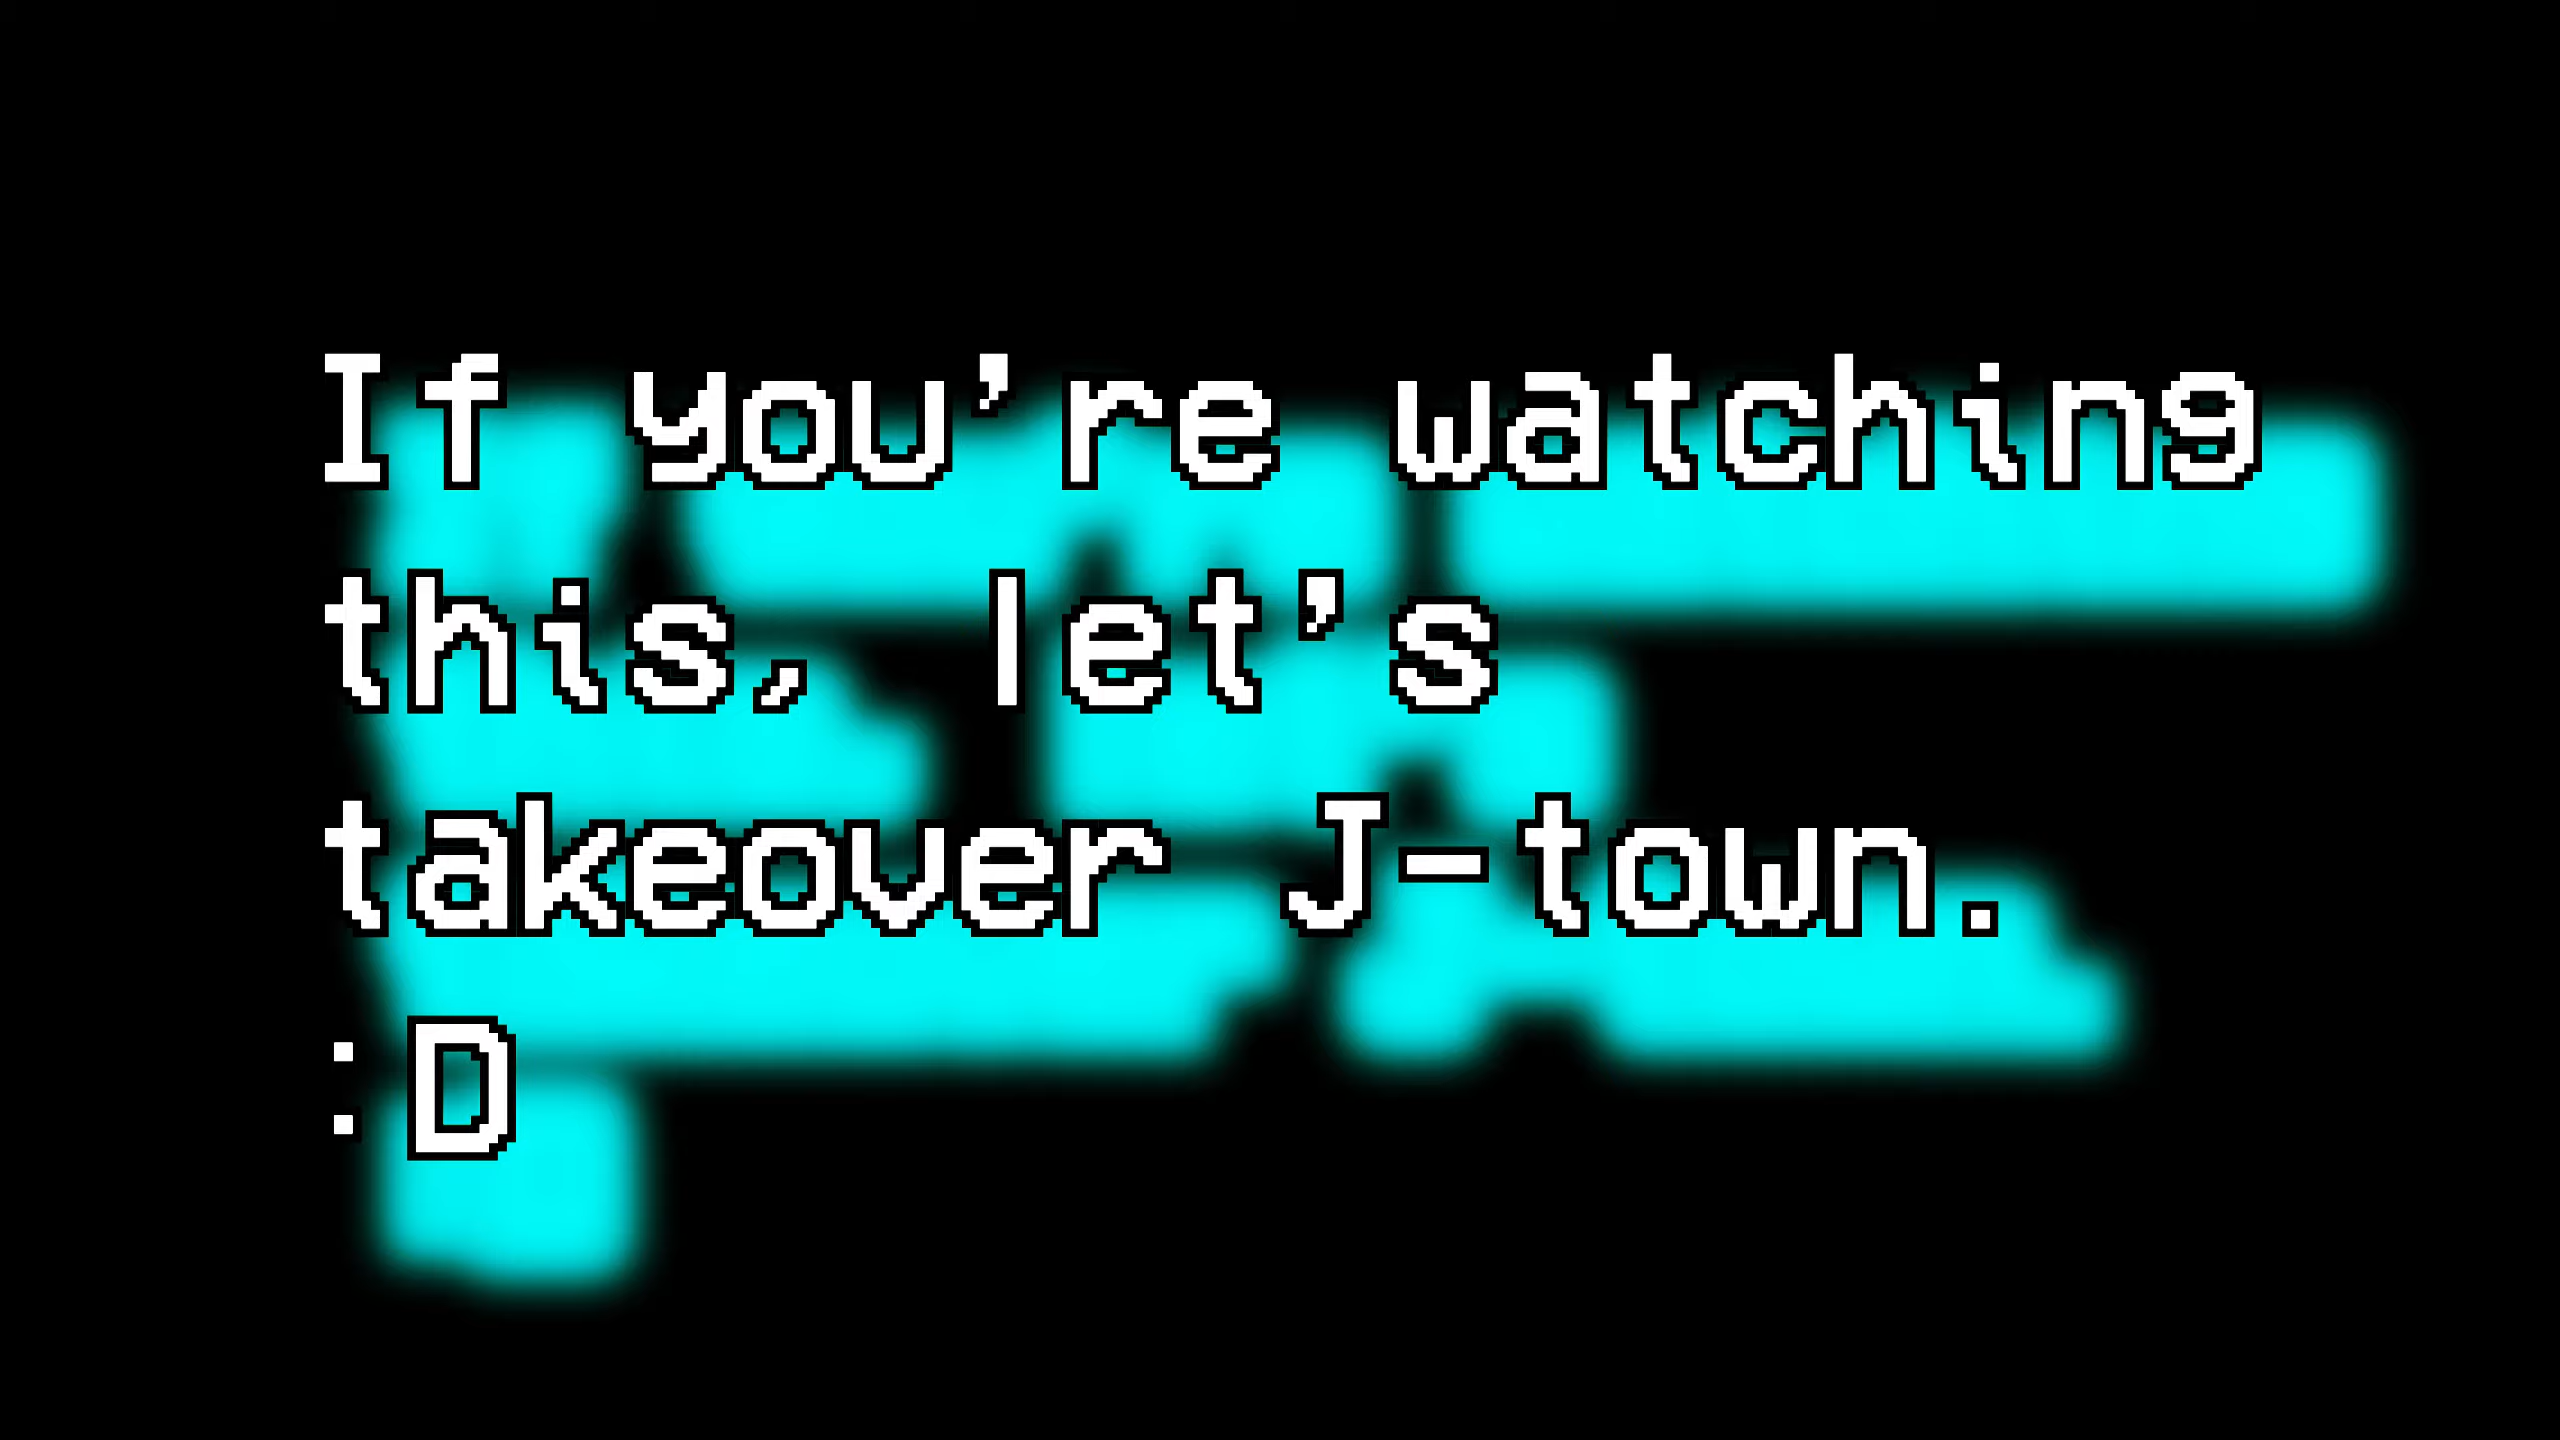 If you’re watching
this, let’s
takeover J-town.
:D